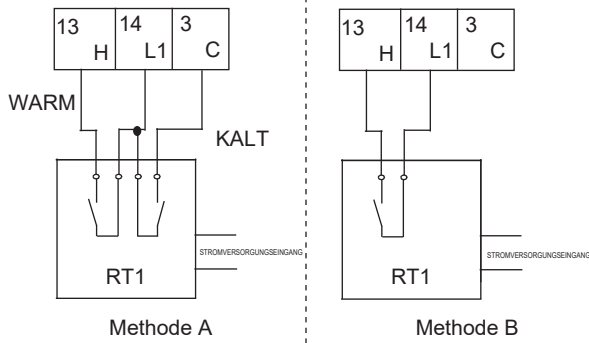 13 14 3
H L1 C
WARM
KALT
STROMVERSORGUNGSEINGANG
RT1
Methode A
13 14 3
H L1 C
STROMVERSORGUNGSEINGANG
RT1
Methode B